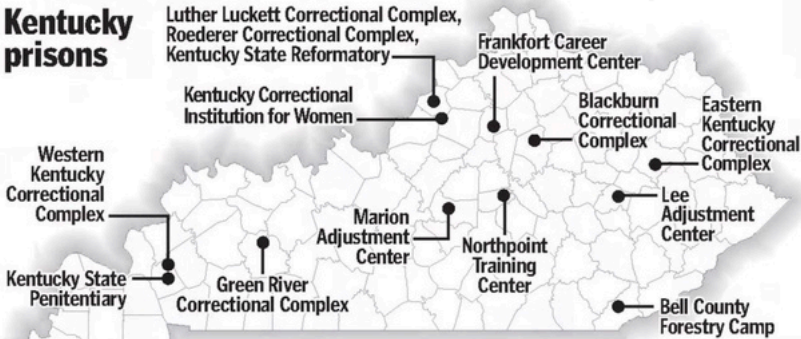 Kentucky
prisons
Luther Luckett Correctional Complex,
Roederer Correctional Complex,
Kentucky State Reformatory
Frankfort Career
Development Center
Kentucky Correctional
Institution for Women
Blackburn
Correctional
Complex
Eastern
Kentucky
Correctional
Complex
Western
Kentucky
Correctional
Complex
Marion
Adjustment
Center
Lee
Adjustment
Center
Northpoint
Training
Center
Kentucky State
Penitentiary
Green River
Correctional Complex
Bell County
Forestry Camp